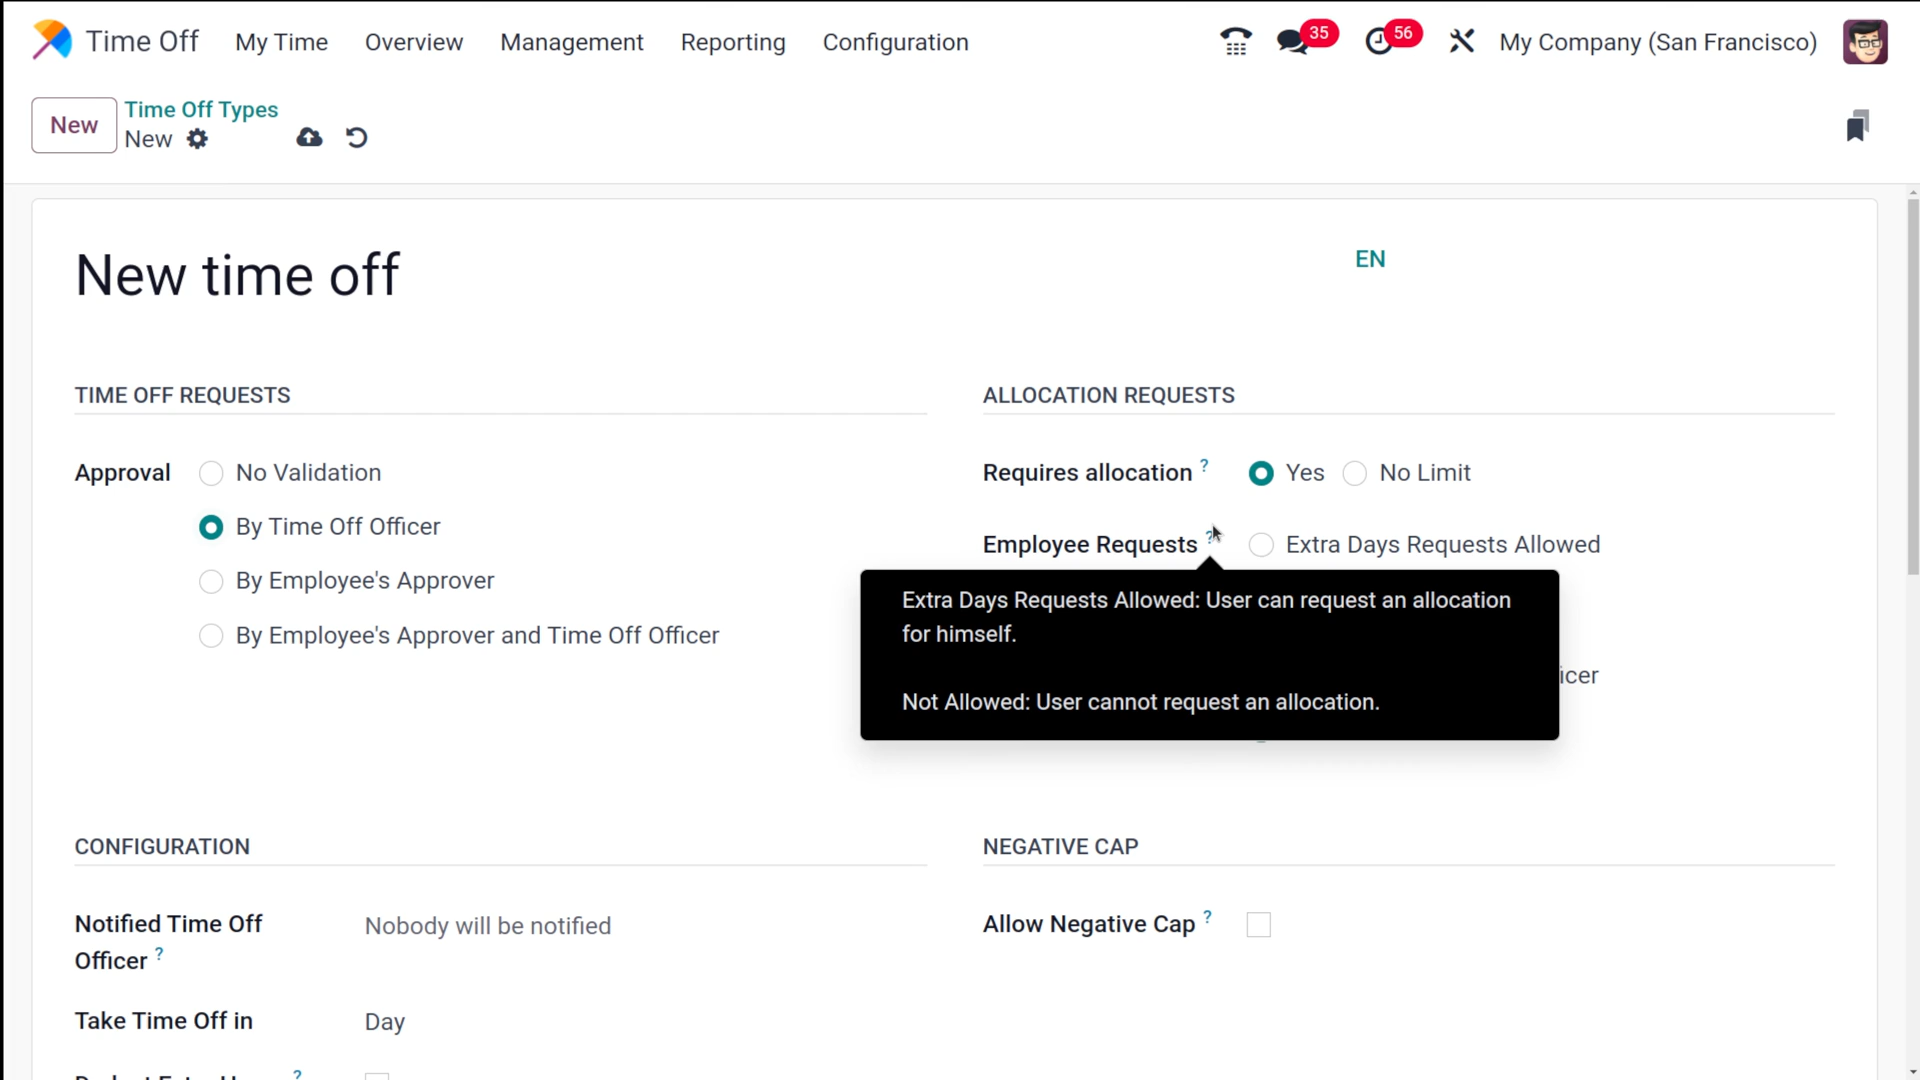 Time Off My Time Overview Management Reporting Configuration 35 56 My Company (San Francisco)
New Time Off Types
New
New time off EN
TIME OFF REQUESTS
Approval No Validation
By Time Off Officer
By Employee's Approver
By Employee's Approver and Time Off Officer
ALLOCATION REQUESTS
Requires allocation ? Yes No Limit
Employee Requests ? Extra Days Requests Allowed
Extra Days Requests Allowed: User can request an allocation
for himself.
icer
Not Allowed: User cannot request an allocation.
CONFIGURATION
Notified Time Off
Officer ? Nobody will be notified
Take Time Off in Day
?
NEGATIVE CAP
Allow Negative Cap ?